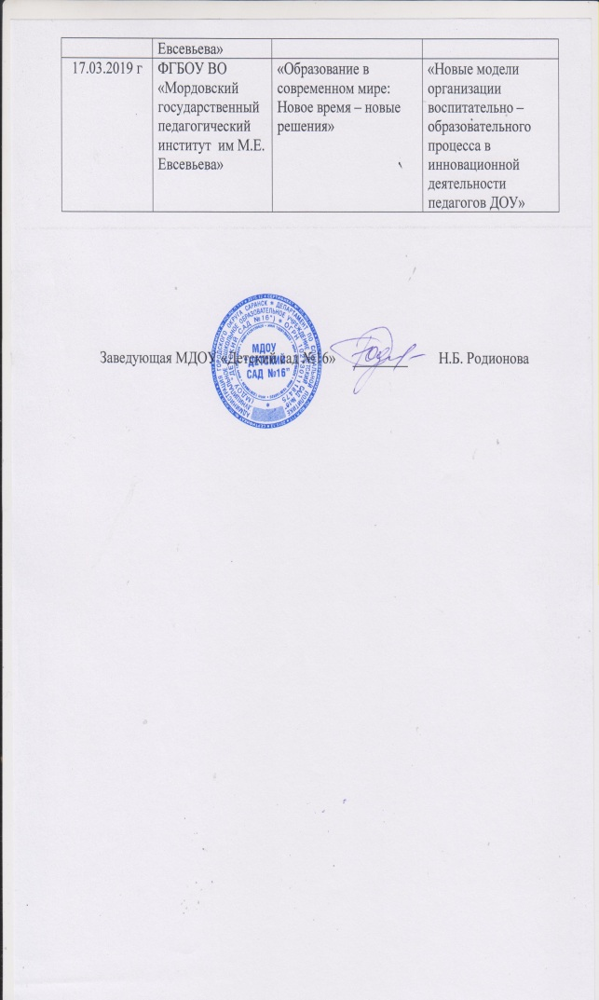 Евсевьева»
17.03.2019 г
ФГБОУ ВО
«Мордовский
государственный
педагогический
институт им М.Е.
Евсевьева»
«Образование в
современном мире:
Новое время – новые
решения»
«Новые модели
организации
воспитательно –
образовательного
процесса в
инновационной
деятельности
педагогов ДОУ»
Заведующая МДОУ «Детский сад №16» Н.Б. Родионова
МДОУ
"ДЕТСКИЙ
САД №16"